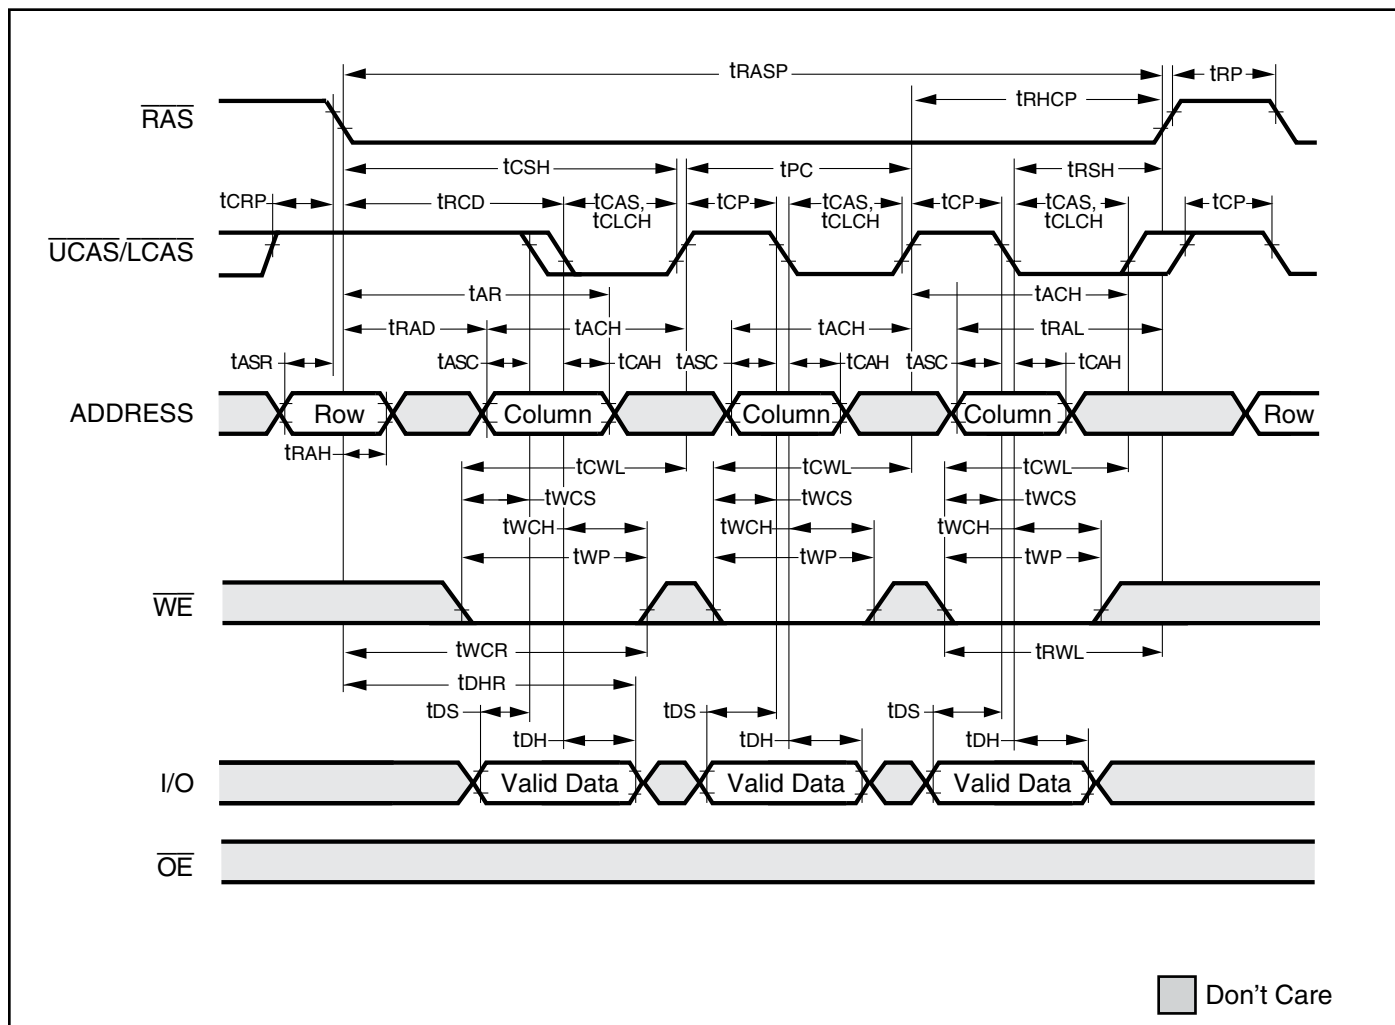 tRASP
tRP
tRHCP
RAS
tCSH
tPC
tRSH
tCRP
tRCD
tCAS,
tCLCH
tCP
tCAS,
tCLCH
tCP
tCAS,
tCLCH
tCP
UCAS/LCAS
tAR
tACH
tRAD
tACH
tACH
tRAL
tASR
tASC
tCAH
tASC
tCAH
tASC
tCAH
ADDRESS
Row
Column
Column
Column
Row
tRAH
tCWL
tCWL
tCWL
tWCS
tWCS
tWCS
tWCH
tWCH
tWCH
tWP
tWP
tWP
WE
tWCR
tRWL
tDHR
tDS
tDS
tDS
tDH
tDH
tDH
I/O
Valid Data
Valid Data
Valid Data
OE
Don't Care